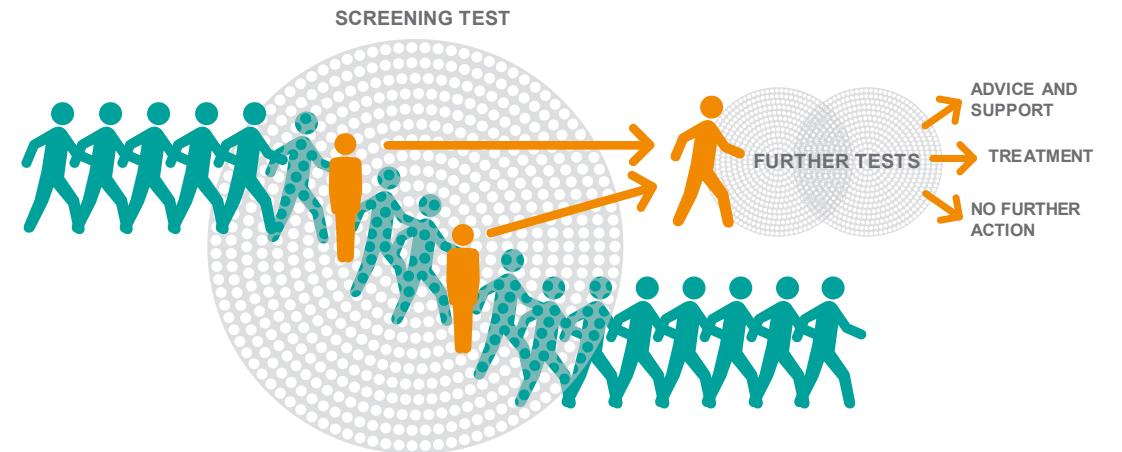 SCREENING TEST
ADVICE AND
SUPPORT
FURTHER TESTS
TREATMENT
NO FURTHER
ACTION